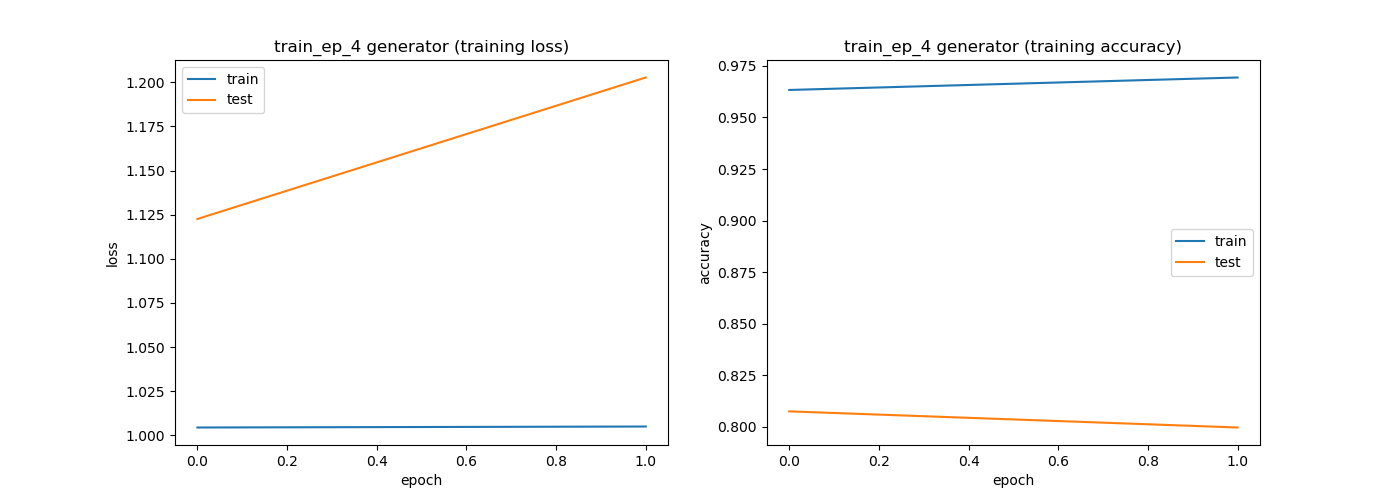 train_ep_4 generator (training loss)
train
test
1.200
1.175
1.150
1.125
1.100
1.075
1.050
1.025
1.000
loss
0.0 0.2 0.4 0.6 0.8 1.0
epoch
train_ep_4 generator (training accuracy)
0.975
0.950
0.925
0.900
0.875
0.850
0.825
0.800
accuracy
train
test
0.0 0.2 0.4 0.6 0.8 1.0
epoch